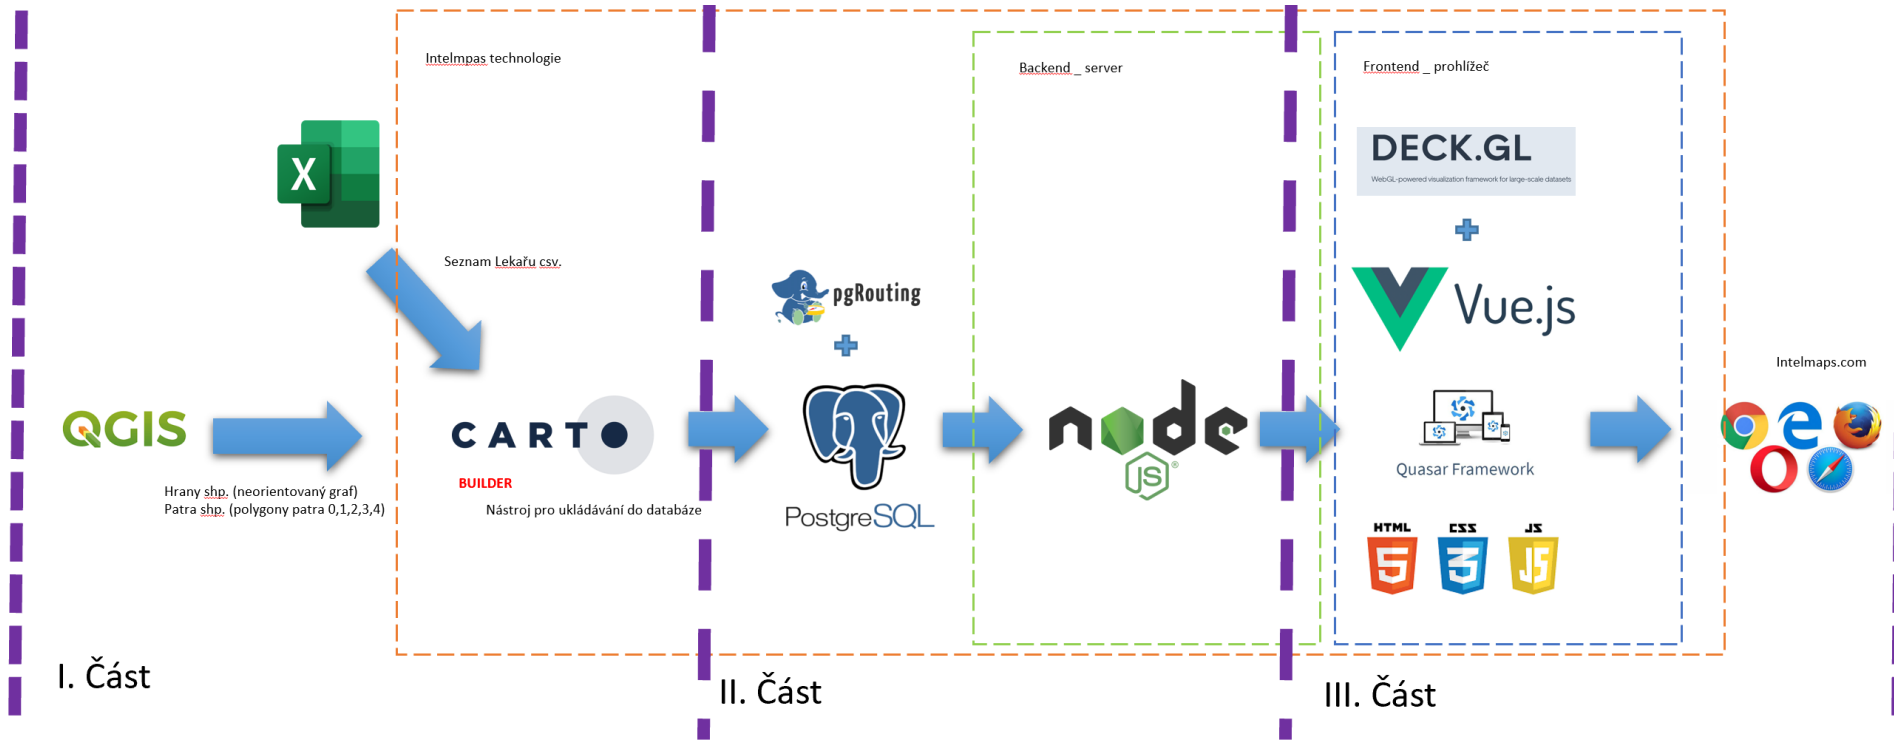 Intelmpas technologie
X
Seznam Lekařu csv.
QGIS
Hrany shp. (neorientovaný graf)
Patra shp. (polygony patra 0,1,2,3,4)
CARTO
BUILDER
Nástroj pro ukládávání do databáze
I. Část
pgRouting
PostgreSQL
Backend _ server
node
JS
®
II. Část
Frontend _ prohlížeč
DECK.GL
WebGL-powered visualization framework for large-scale datasets
Vue.js
Quasar Framework
HTML CSS JS
5 3 JS
III. Část
Intelmaps.com